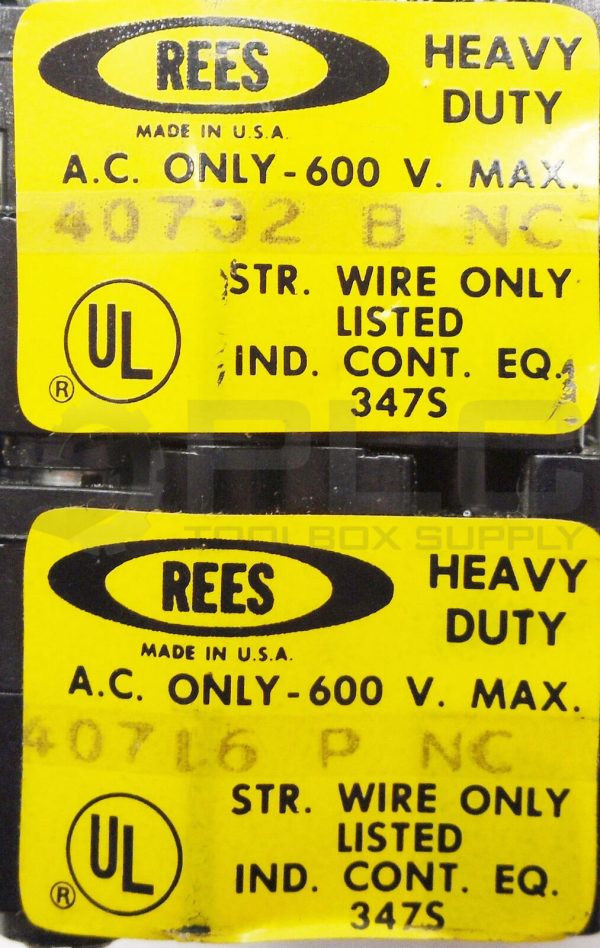 REES
HEAVY
DUTY
MADE IN U.S.A.
A.C. ONLY-600 V. MAX.
40732 B NC
STR. WIRE ONLY
LISTED
IND. CONT. EQ.
347S
UL
®
PLC
TOOLBOX SUPPLY
REES
HEAVY
DUTY
MADE IN U.S.A.
A.C. ONLY-600 V. MAX.
40716 P NC
STR. WIRE ONLY
LISTED
IND. CONT. EQ.
347S
UL
®